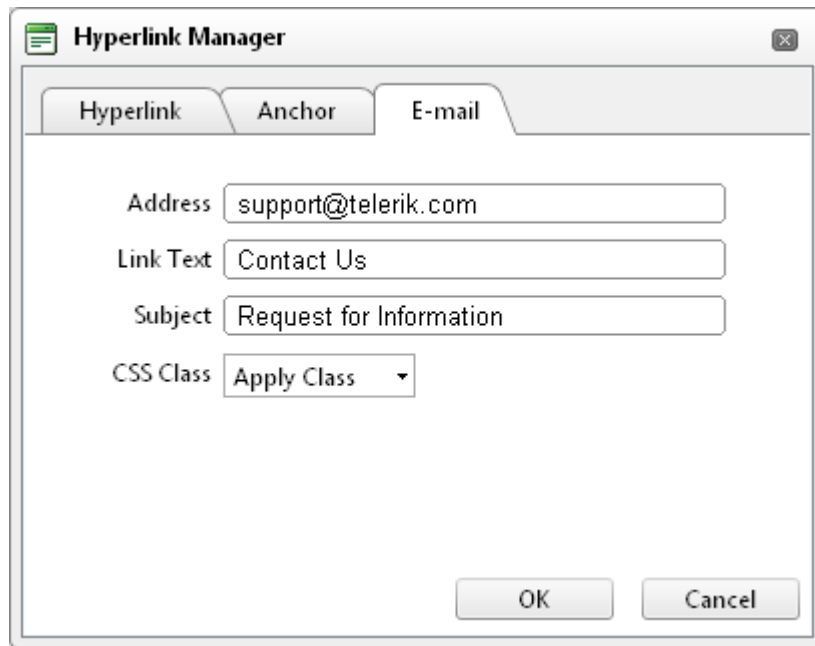 Hyperlink Manager
Hyperlink Anchor E-mail
Address support@telerik.com
Link Text Contact Us
Subject Request for Information
CSS Class Apply Class
OK Cancel